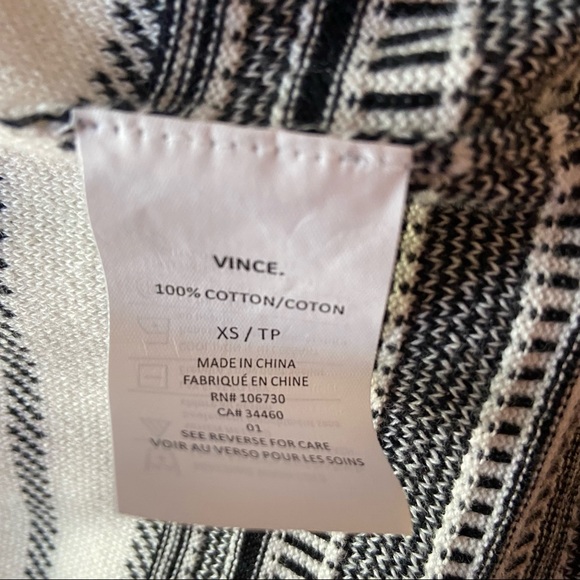 VINCE.
100% COTTON/COTON
XS / TP
MADE IN CHINA
FABRIQUÉ EN CHINE
RN# 106730
CA# 34460
01
SEE REVERSE FOR CARE
VOIR AU VERSO POUR LES SOINS